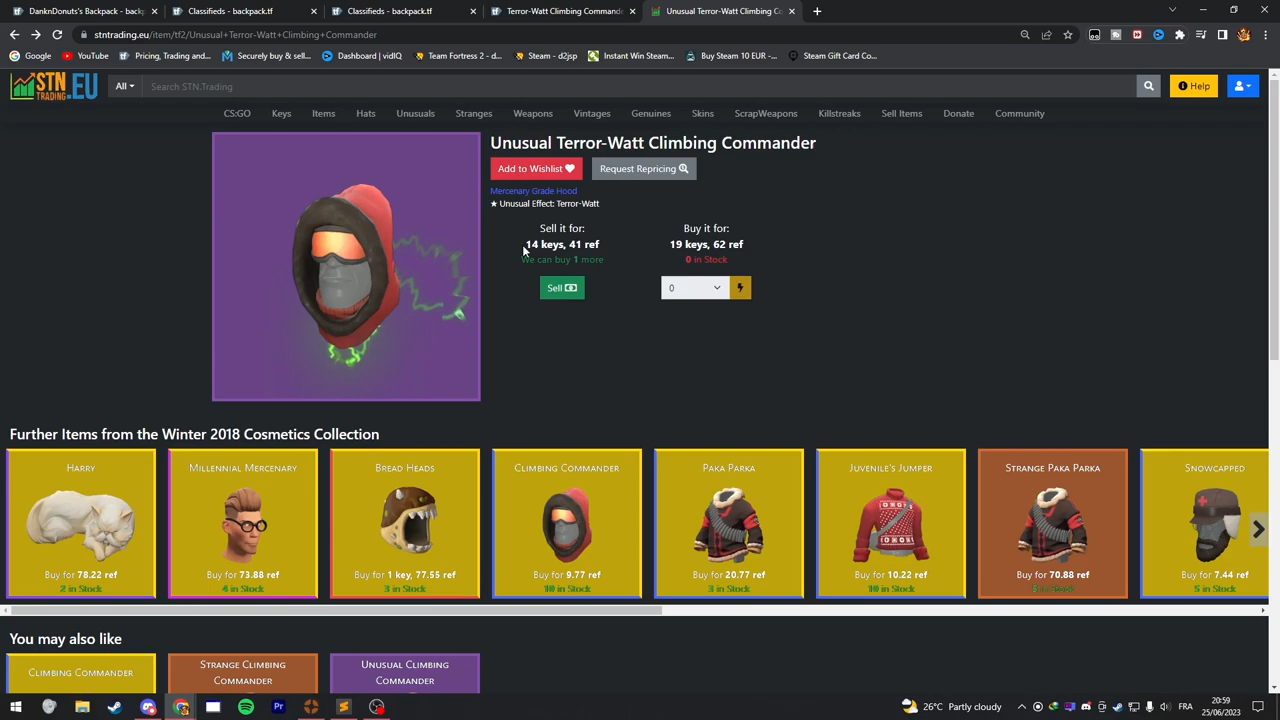 DanknDonuts's Backpack - backp
Classifieds - backpack.tf
Classifieds - backpack.tf
Terror-Watt Climbing Commande
Unusual Terror-Watt Climbing Co
stntrading.eu/item/tf2/Unusual+Terror-Watt+Climbing+Commander
Google
YouTube
Pricing, Trading and...
Securely buy & sell...
Dashboard | vidIQ
Team Fortress 2 - d...
Steam - d2jsp
Instant Win Steam...
Buy Steam 10 EUR -...
Steam Gift Card Co...
STN TRADING.EU
All
Search STN.Trading
Help
CS:GO
Keys
Items
Hats
Unusuals
Stranges
Weapons
Vintages
Genuines
Skins
ScrapWeapons
Killstreaks
Sell Items
Donate
Community
Unusual Terror-Watt Climbing Commander
Add to Wishlist
Request Repricing
Mercenary Grade Hood
★ Unusual Effect: Terror-Watt
Sell it for:
14 keys, 41 ref
We can buy 1 more
Sell
Buy it for:
19 keys, 62 ref
0 in Stock
0
Further Items from the Winter 2018 Cosmetics Collection
Harry
Buy for 78.22 ref
2 in Stock
Millennial Mercenary
Buy for 73.88 ref
4 in Stock
Bread Heads
Buy for 1 key, 77.55 ref
3 in Stock
Climbing Commander
Buy for 9.77 ref
10 in Stock
Paka Parka
Buy for 20.77 ref
3 in Stock
Juvenile's Jumper
Buy for 10.22 ref
10 in Stock
Strange Paka Parka
Buy for 70.88 ref
in Stock
Snowcapped
Buy for 7.44 ref
5 in Stock
You may also like
Climbing Commander
Strange Climbing
Commander
Unusual Climbing
Commander
26°C Partly cloudy
FRA
20:59
25/06/2023